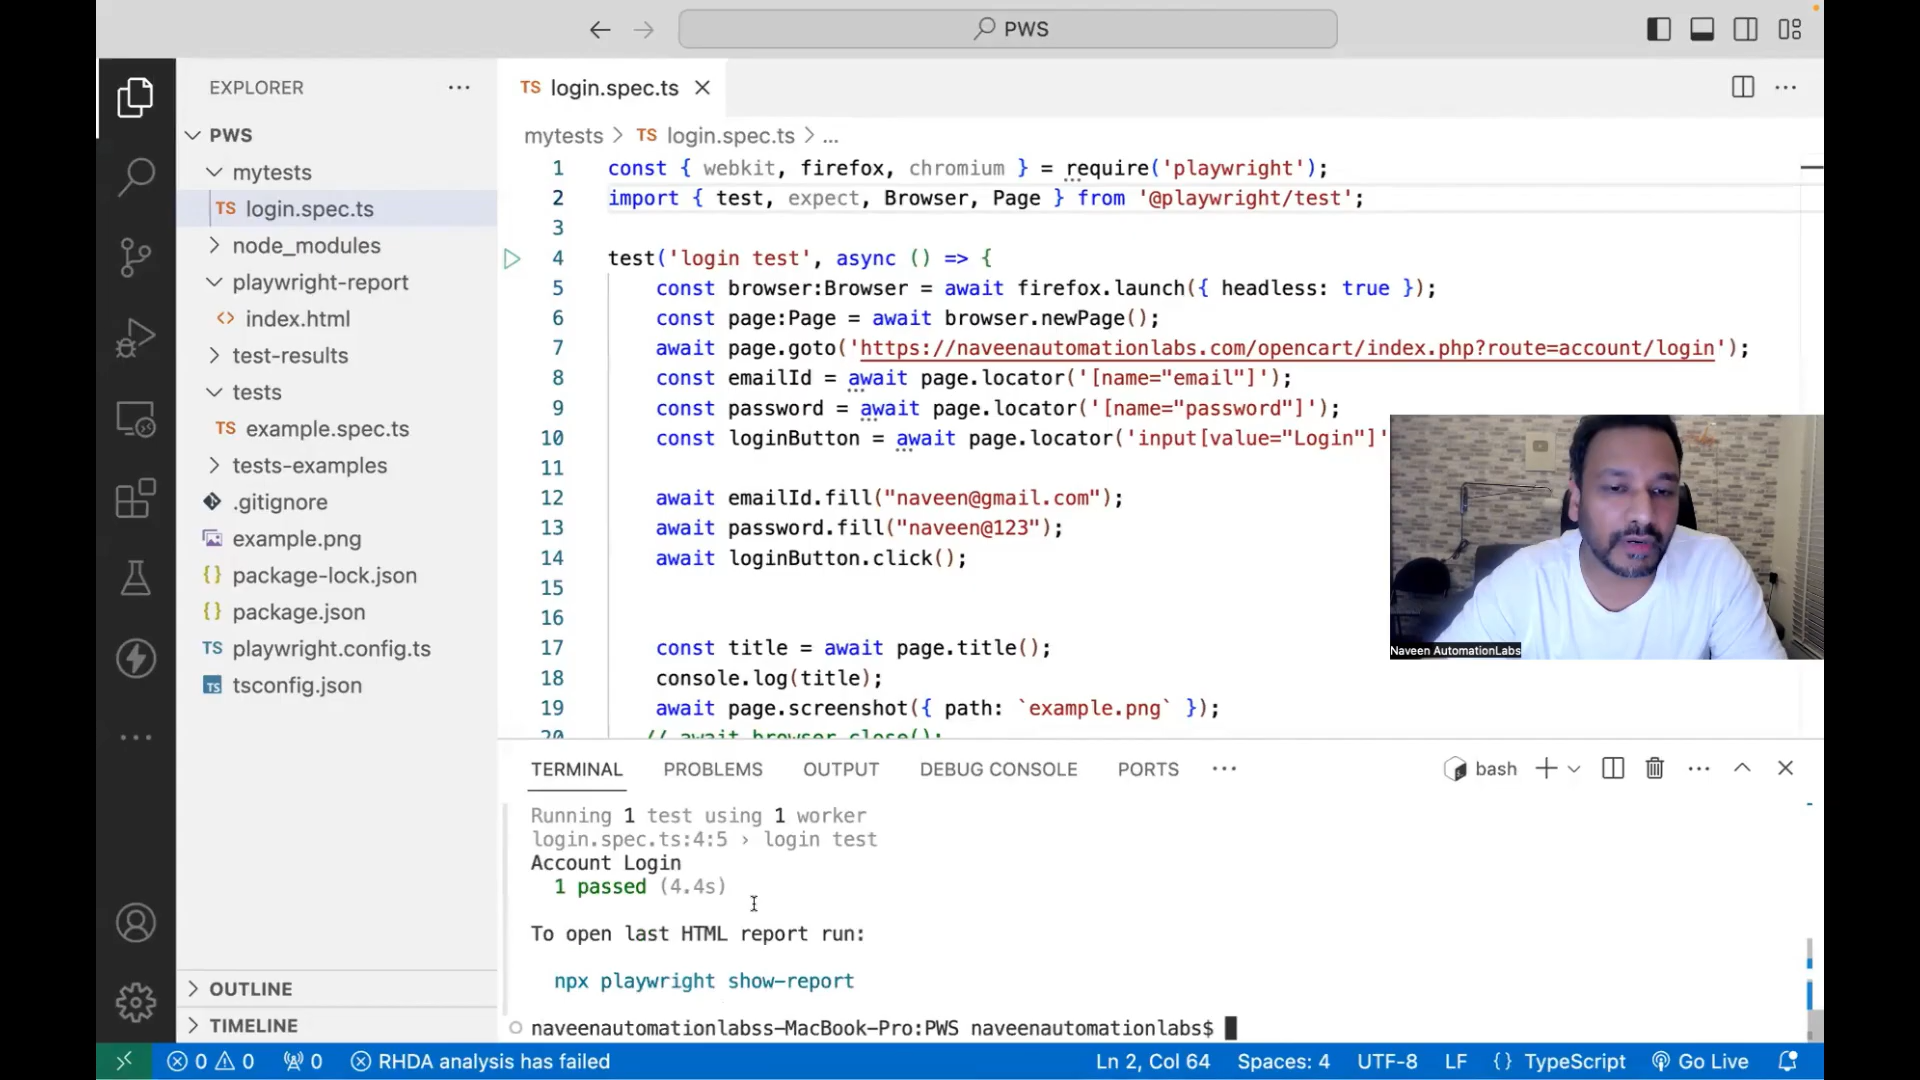 PWS
EXPLORER
PWS
mytests
TS login.spec.ts
node_modules
playwright-report
<> index.html
test-results
tests
TS example.spec.ts
tests-examples
.gitignore
example.png
{} package-lock.json
{} package.json
TS playwright.config.ts
TS tsconfig.json
OUTLINE
TIMELINE
TS login.spec.ts
mytests > TS login.spec.ts > ...
1 const { webkit, firefox, chromium } = require('playwright');
2 import { test, expect, Browser, Page } from '@playwright/test';
3
4 test('login test', async () => {
5 const browser:Browser = await firefox.launch({ headless: true });
6 const page:Page = await browser.newPage();
7 await page.goto('https://naveenautomationlabs.com/opencart/index.php?route=account/login');
8 const emailId = await page.locator('[name="email"]');
9 const password = await page.locator('[name="password"]');
10 const loginButton = await page.locator('input[value="Login"]'
11
12 await emailId.fill("naveen@gmail.com");
13 await password.fill("naveen@123");
14 await loginButton.click();
15
16
17 const title = await page.title();
18 console.log(title);
19 await page.screenshot({ path: `example.png` });
20 // await browser.close();
Naveen AutomationLabs
TERMINAL PROBLEMS OUTPUT DEBUG CONSOLE PORTS
bash
Running 1 test using 1 worker
login.spec.ts:4:5 › login test
Account Login
1 passed (4.4s)
To open last HTML report run:
npx playwright show-report
naveenautomationlabss-MacBook-Pro:PWS naveenautomationlabs$
0 0 0 RHDA analysis has failed Ln 2, Col 64 Spaces: 4 UTF-8 LF {} TypeScript Go Live